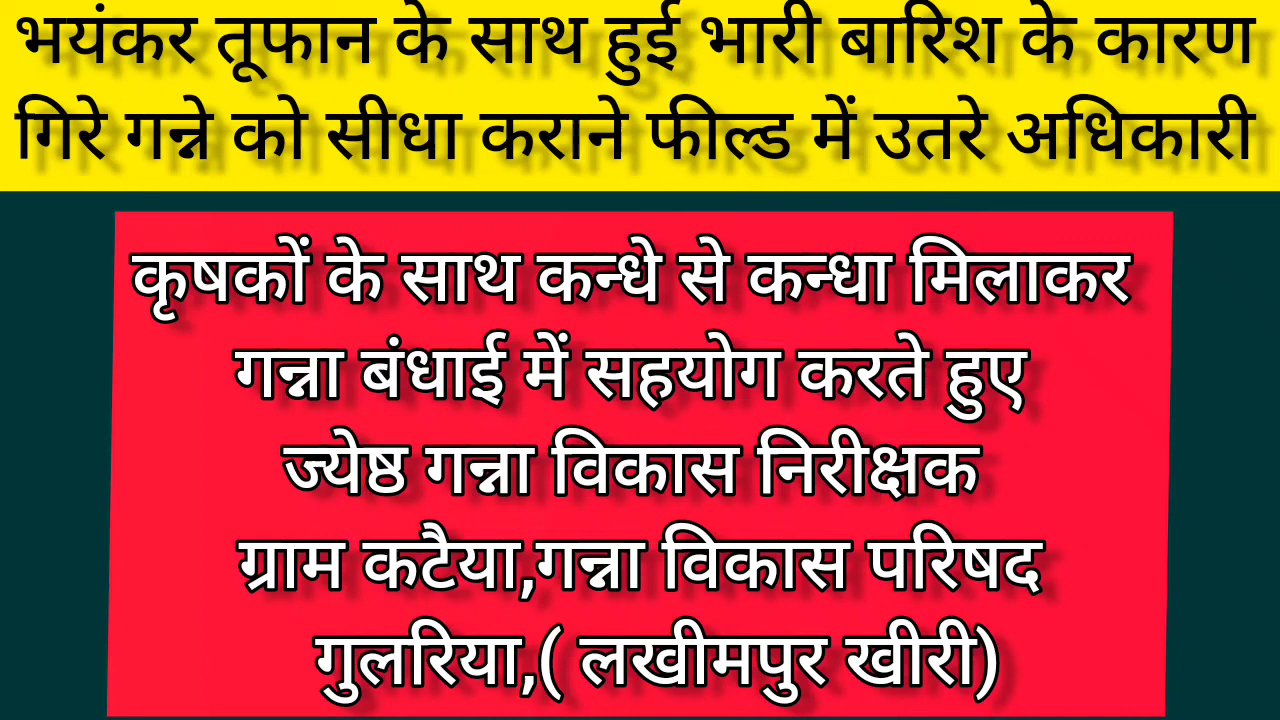 भयंकर तूफान के साथ हुई भारी बारिश के कारण
गिरे गन्ने को सीधा कराने फील्ड में उतरे अधिकारी
कृषकों के साथ कन्धे से कन्धा मिलाकर
गन्ना बंधाई में सहयोग करते हुए
ज्येष्ठ गन्ना विकास निरीक्षक
ग्राम कटैया,गन्ना विकास परिषद
गुलरिया,( लखीमपुर खीरी)